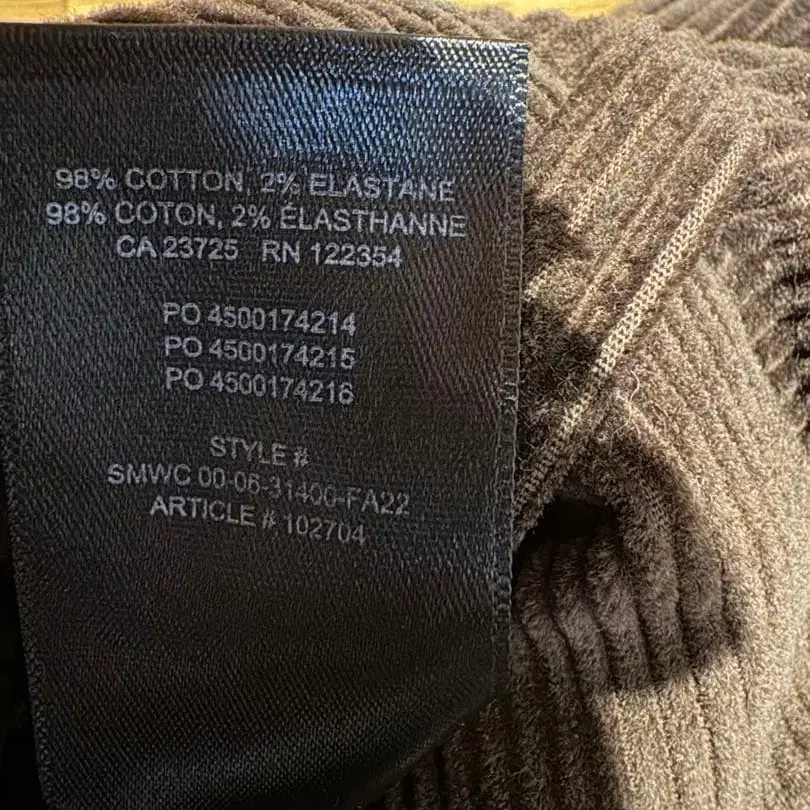 98% COTTON, 2% ELASTANE
98% COTON, 2% ÉLASTHANNE
CA 23725 RN 122354
PO 4500174214
PO 4500174215
PO 4500174216
STYLE #
SMWC 00-06-31400-FA22
ARTICLE # 102704